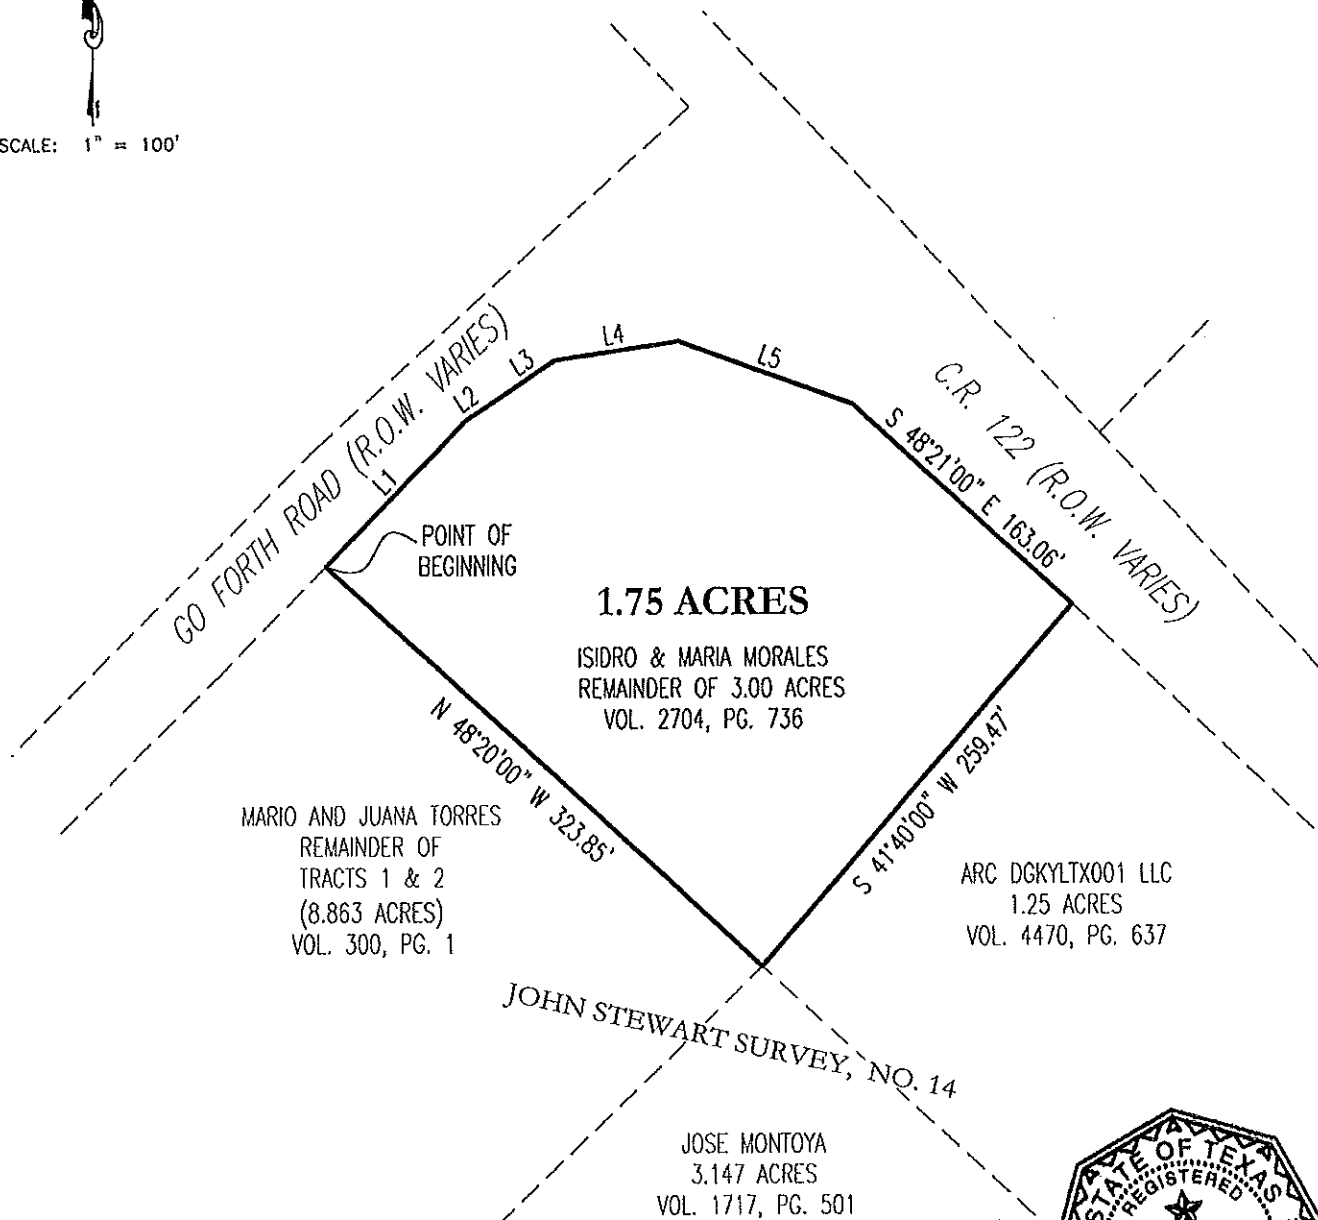 SCALE: 1" = 100'
GO FORTH ROAD (R.O.W. VARIES)
L1
L2
L3
L4
L5
C.R. 122 (R.O.W. VARIES)
S 48°21'00" E 163.06'
POINT OF
BEGINNING
1.75 ACRES
ISIDRO & MARIA MORALES
REMAINDER OF 3.00 ACRES
VOL. 2704, PG. 736
N 48°20'00" W 323.85'
S 41°40'00" W 259.47'
MARIO AND JUANA TORRES
REMAINDER OF
TRACTS 1 & 2
(8.863 ACRES)
VOL. 300, PG. 1
ARC DGKYLTX001 LLC
1.25 ACRES
VOL. 4470, PG. 637
JOHN STEWART SURVEY, NO. 14
JOSE MONTOYA
3.147 ACRES
VOL. 1717, PG. 501
STATE OF TEXAS
REGISTERED